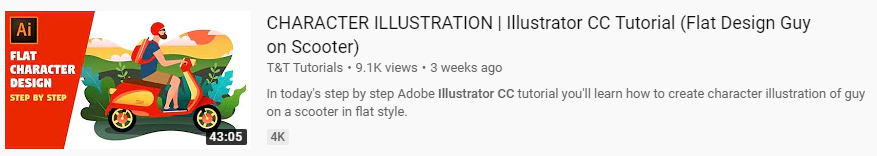 Ai
FLAT
CHARACTER
DESIGN
STEP BY STEP
43:05
CHARACTER ILLUSTRATION | Illustrator CC Tutorial (Flat Design Guy
on Scooter)
T&T Tutorials • 9.1K views • 3 weeks ago
In today's step by step Adobe Illustrator CC tutorial you'll learn how to create character illustration of guy
on a scooter in flat style.
4K